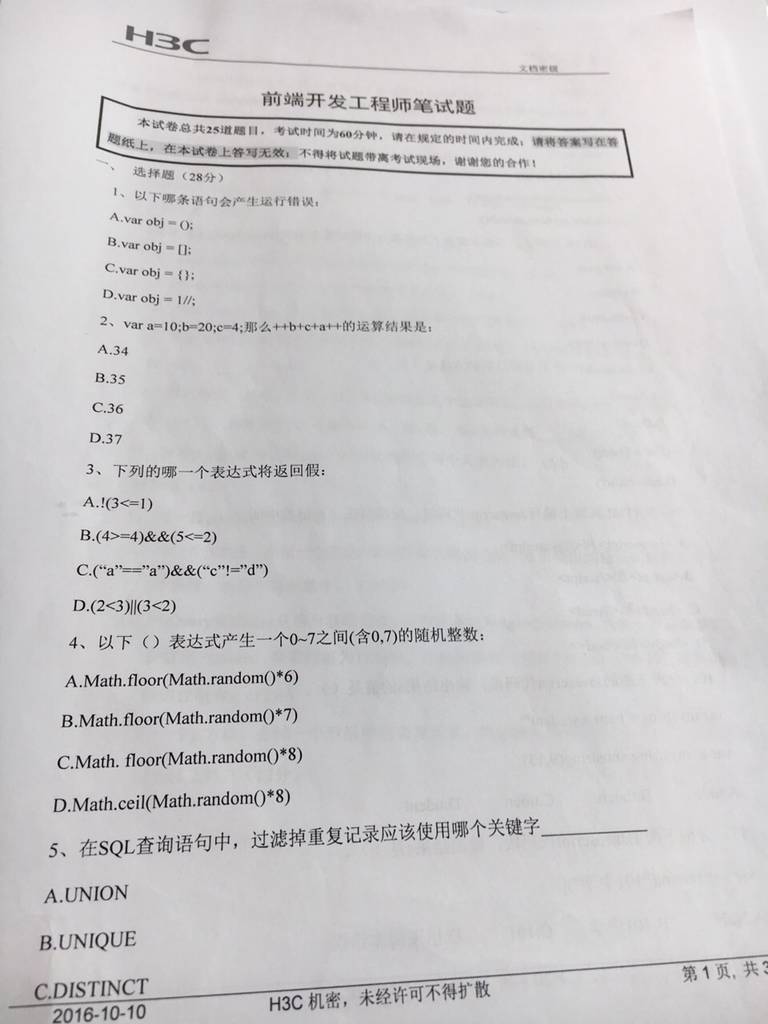 H3C
文档密级
前端开发工程师笔试题
本试卷总共25道题目，考试时间为60分钟，请在规定的时间内完成；请将答案写在答
题纸上，在本试卷上答写无效；不得将试题带离考试现场，谢谢您的合作！
一、 选择题（28分）
1、以下哪条语句会产生运行错误：
A.var obj = ();
B.var obj = [];
C.var obj = {};
D.var obj = 1//;
2、var a=10;b=20;c=4;那么++b+c+a++的运算结果是：
A.34
B.35
C.36
D.37
3、下列的哪一个表达式将返回假：
A.!(3<=1)
B.(4>=4)&&(5<=2)
C.(“a”==”a”)&&(“c”!=”d”)
D.(2<3)||(3<2)
4、以下（）表达式产生一个0~7之间(含0,7)的随机整数：
A.Math.floor(Math.random()*6)
B.Math.floor(Math.random()*7)
C.Math. floor(Math.random()*8)
D.Math.ceil(Math.random()*8)
5、在SQL查询语句中，过滤掉重复记录应该使用哪个关键字__________
A.UNION
B.UNIQUE
C.DISTINCT
2016-10-10 H3C 机密，未经许可不得扩散 第1页, 共3